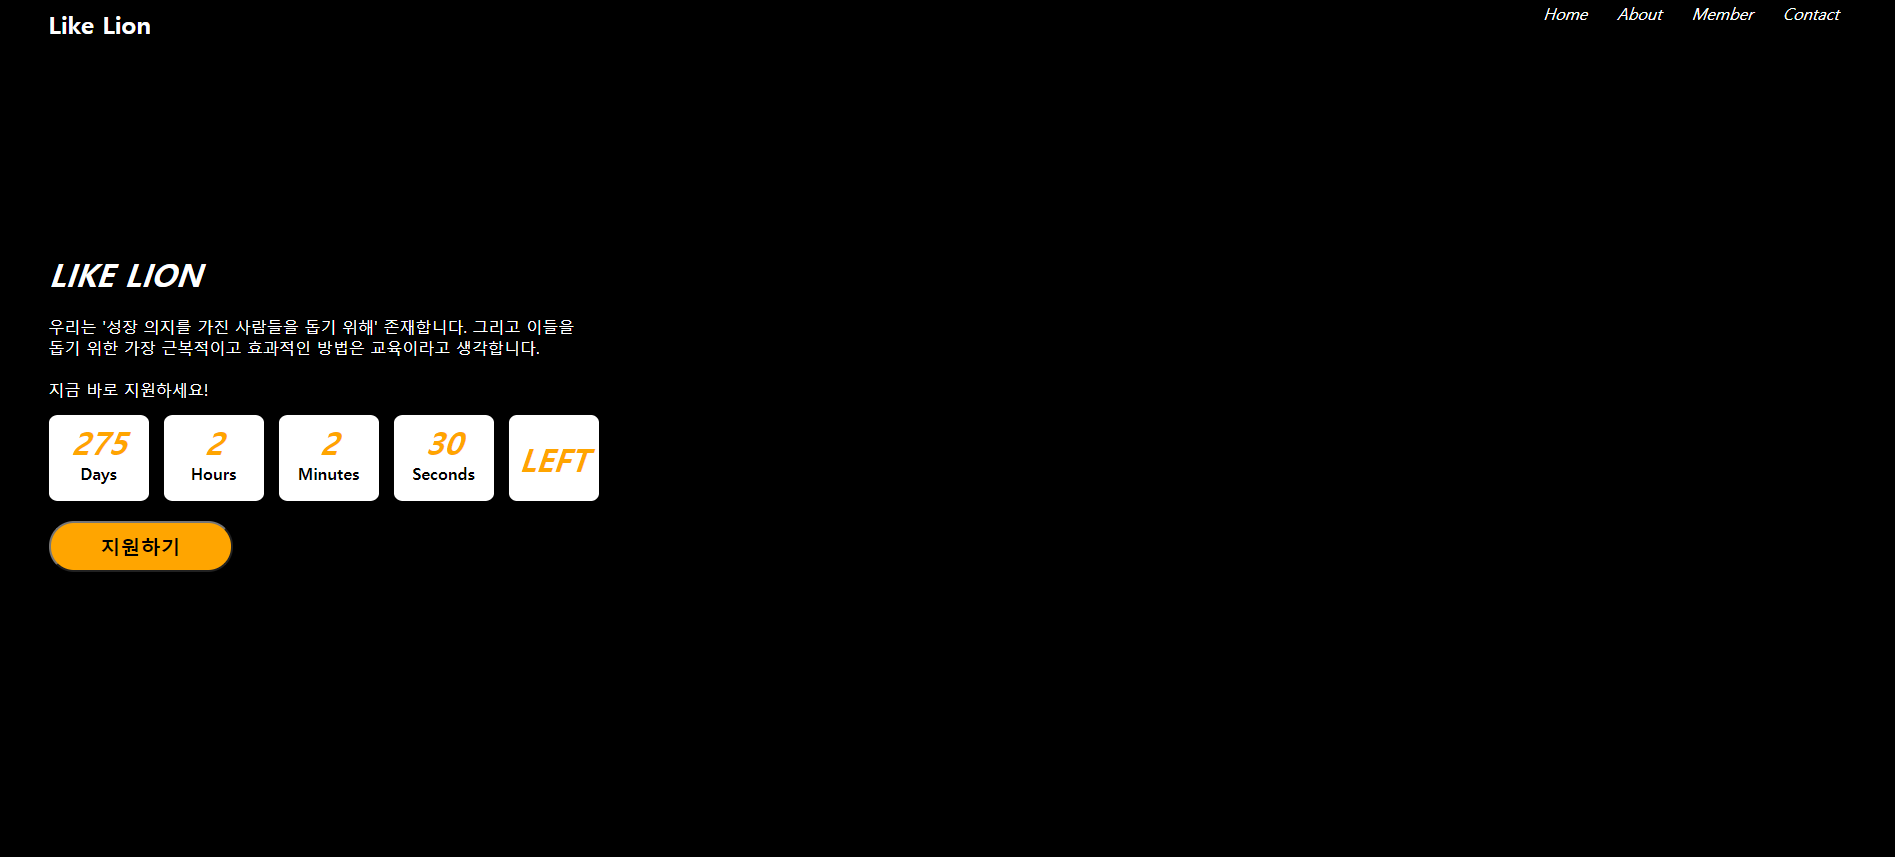 Like Lion
Home About Member Contact
LIKE LION
우리는 '성장 의지를 가진 사람들을 돕기 위해' 존재합니다. 그리고 이들을
돕기 위한 가장 근복적이고 효과적인 방법은 교육이라고 생각합니다.
지금 바로 지원하세요!
275 2 2 30 LEFT
Days Hours Minutes Seconds
지원하기